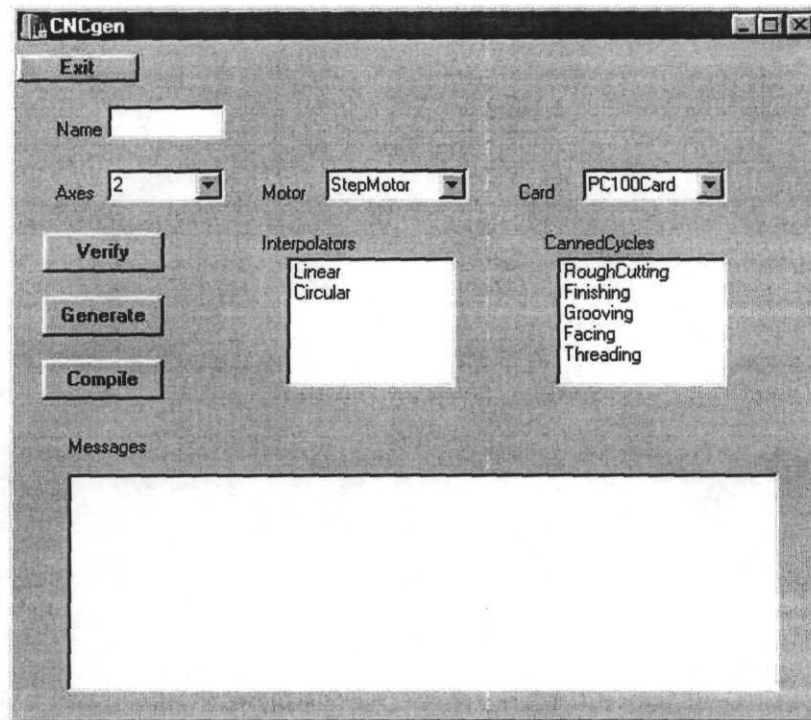 CNCgen
Exit
Name
Axes 2 Motor StepMotor Card PC100Card
Verify
Generate
Compile
Interpolators
Linear
Circular
CannedCycles
RoughCutting
Finishing
Grooving
Facing
Threading
Messages